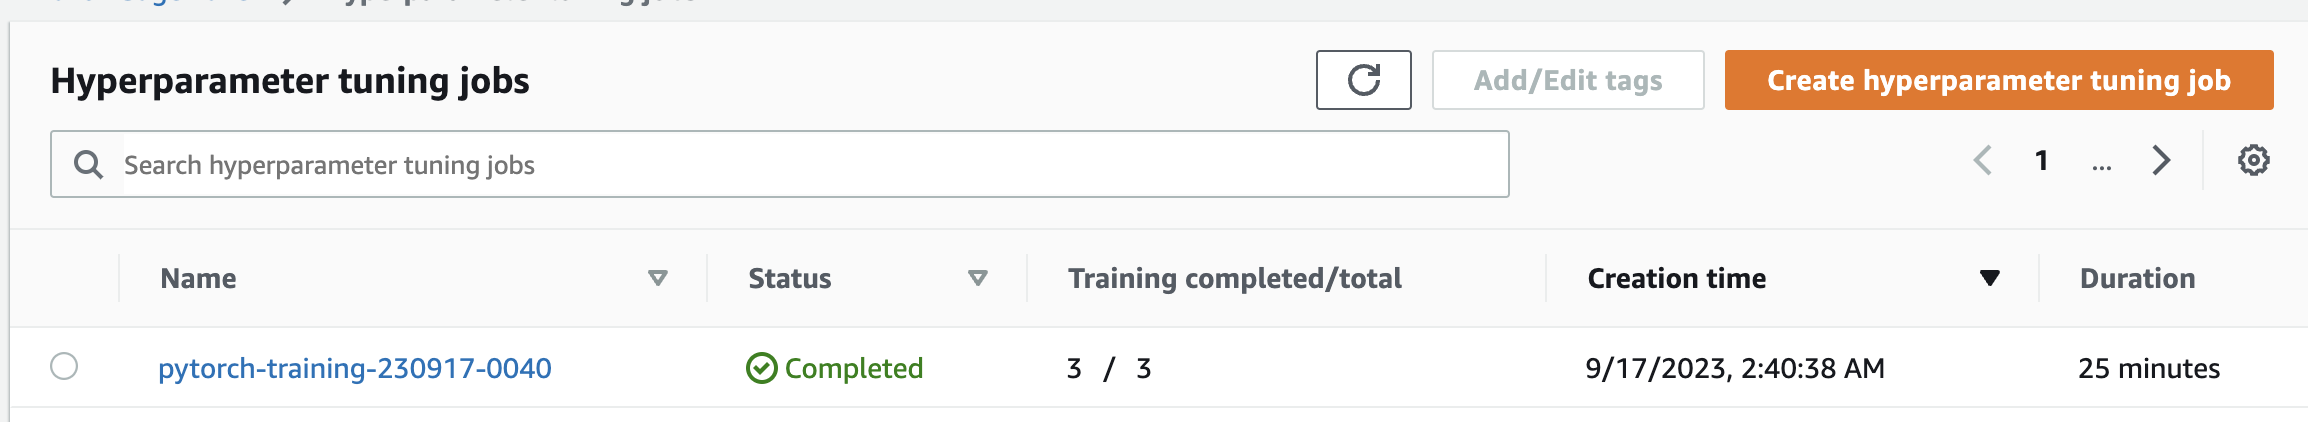 Hyperparameter tuning jobs
Add/Edit tags
Create hyperparameter tuning job
Search hyperparameter tuning jobs
1 ...
Name Status Training completed/total Creation time Duration
pytorch-training-230917-0040 Completed 3 / 3 9/17/2023, 2:40:38 AM 25 minutes